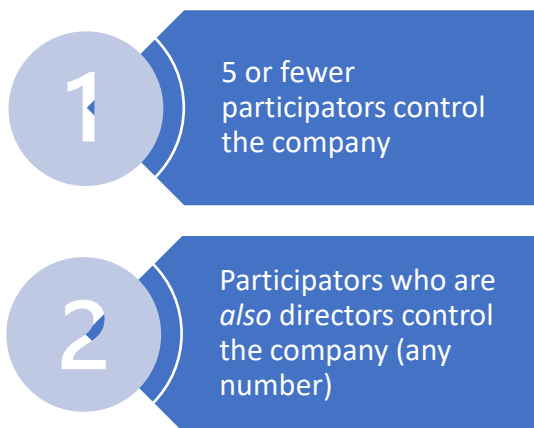 1
5 or fewer
participators control
the company
2
Participators who are
also directors control
the company (any
number)